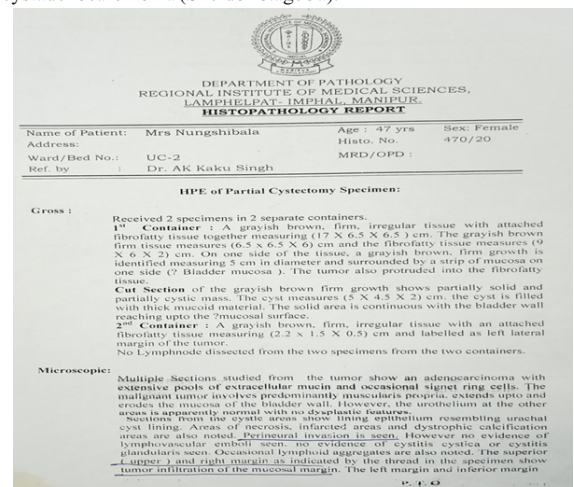 DEPARTMENT OF PATHOLOGY
REGIONAL INSTITUTE OF MEDICAL SCIENCES,
LAMPHELPAT- IMPHAL, MANIPUR.
HISTOPATHOLOGY REPORT
Name of Patient: Mrs Nungshibala Age : 47 yrs Sex: Female
Address: Histo. No. 470/20
Ward/Bed No.: UC-2 MRD/OPD :
Ref. by : Dr. AK Kaku Singh
HPE of Partial Cystectomy Specimen:
Gross :
Received 2 specimens in 2 separate containers.
1st Container : A grayish brown, firm, irregular tissue with attached
fibrofatty tissue together measuring (17 X 6.5 X 6.5 ) cm. The grayish brown
firm tissue measures (6.5 x 6.5 X 6) cm and the fibrofatty tissue measures (9
X 6 X 2) cm. On one side of the tissue, a grayish brown, firm growth is
identified measuring 5 cm in diameter and surrounded by a strip of mucosa on
one side (? Bladder mucosa ). The tumor also protruded into the fibrofatty
tissue.
Cut Section of the grayish brown firm growth shows partially solid and
partially cystic mass. The cyst measures (5 X 4.5 X 2) cm. the cyst is filled
with thick mucoid material. The solid area is continuous with the bladder wall
reaching upto the ?mucosal surface.
2nd Container : A grayish brown, firm, irregular tissue with an attached
fibrofatty tissue measuring (2.2 x 1.5 X 0.5) cm and labelled as left lateral
margin of the tumor.
No Lymphnode dissected from the two specimens from the two containers.
Microscopic:
Multiple Sections studied from the tumor show an adenocarcinoma with
extensive pools of extracellular mucin and occasional signet ring cells. The
malignant tumor involves predominantly muscularis propria. extends upto and
erodes the mucosa of the bladder wall. However, the urothelium at the other
areas is apparently normal with no dysplastic features.
Sections from the cystic areas show lining epithelium resembling urachal
cyst lining. Areas of necrosis, infarcted areas and dystrophic calcification
areas are also noted. Perineural invasion is seen. However no evidence of
lymphovascular emboli seen. no evidence of cystitis cystica or cystitis
glandularis seen. Occasional lymphoid aggregates are also noted. The superior
( upper ) and right margin as indicated by the thread in the specimen show
tumor infiltration of the mucosal margin. The left margin and inferior margin
P. T. O